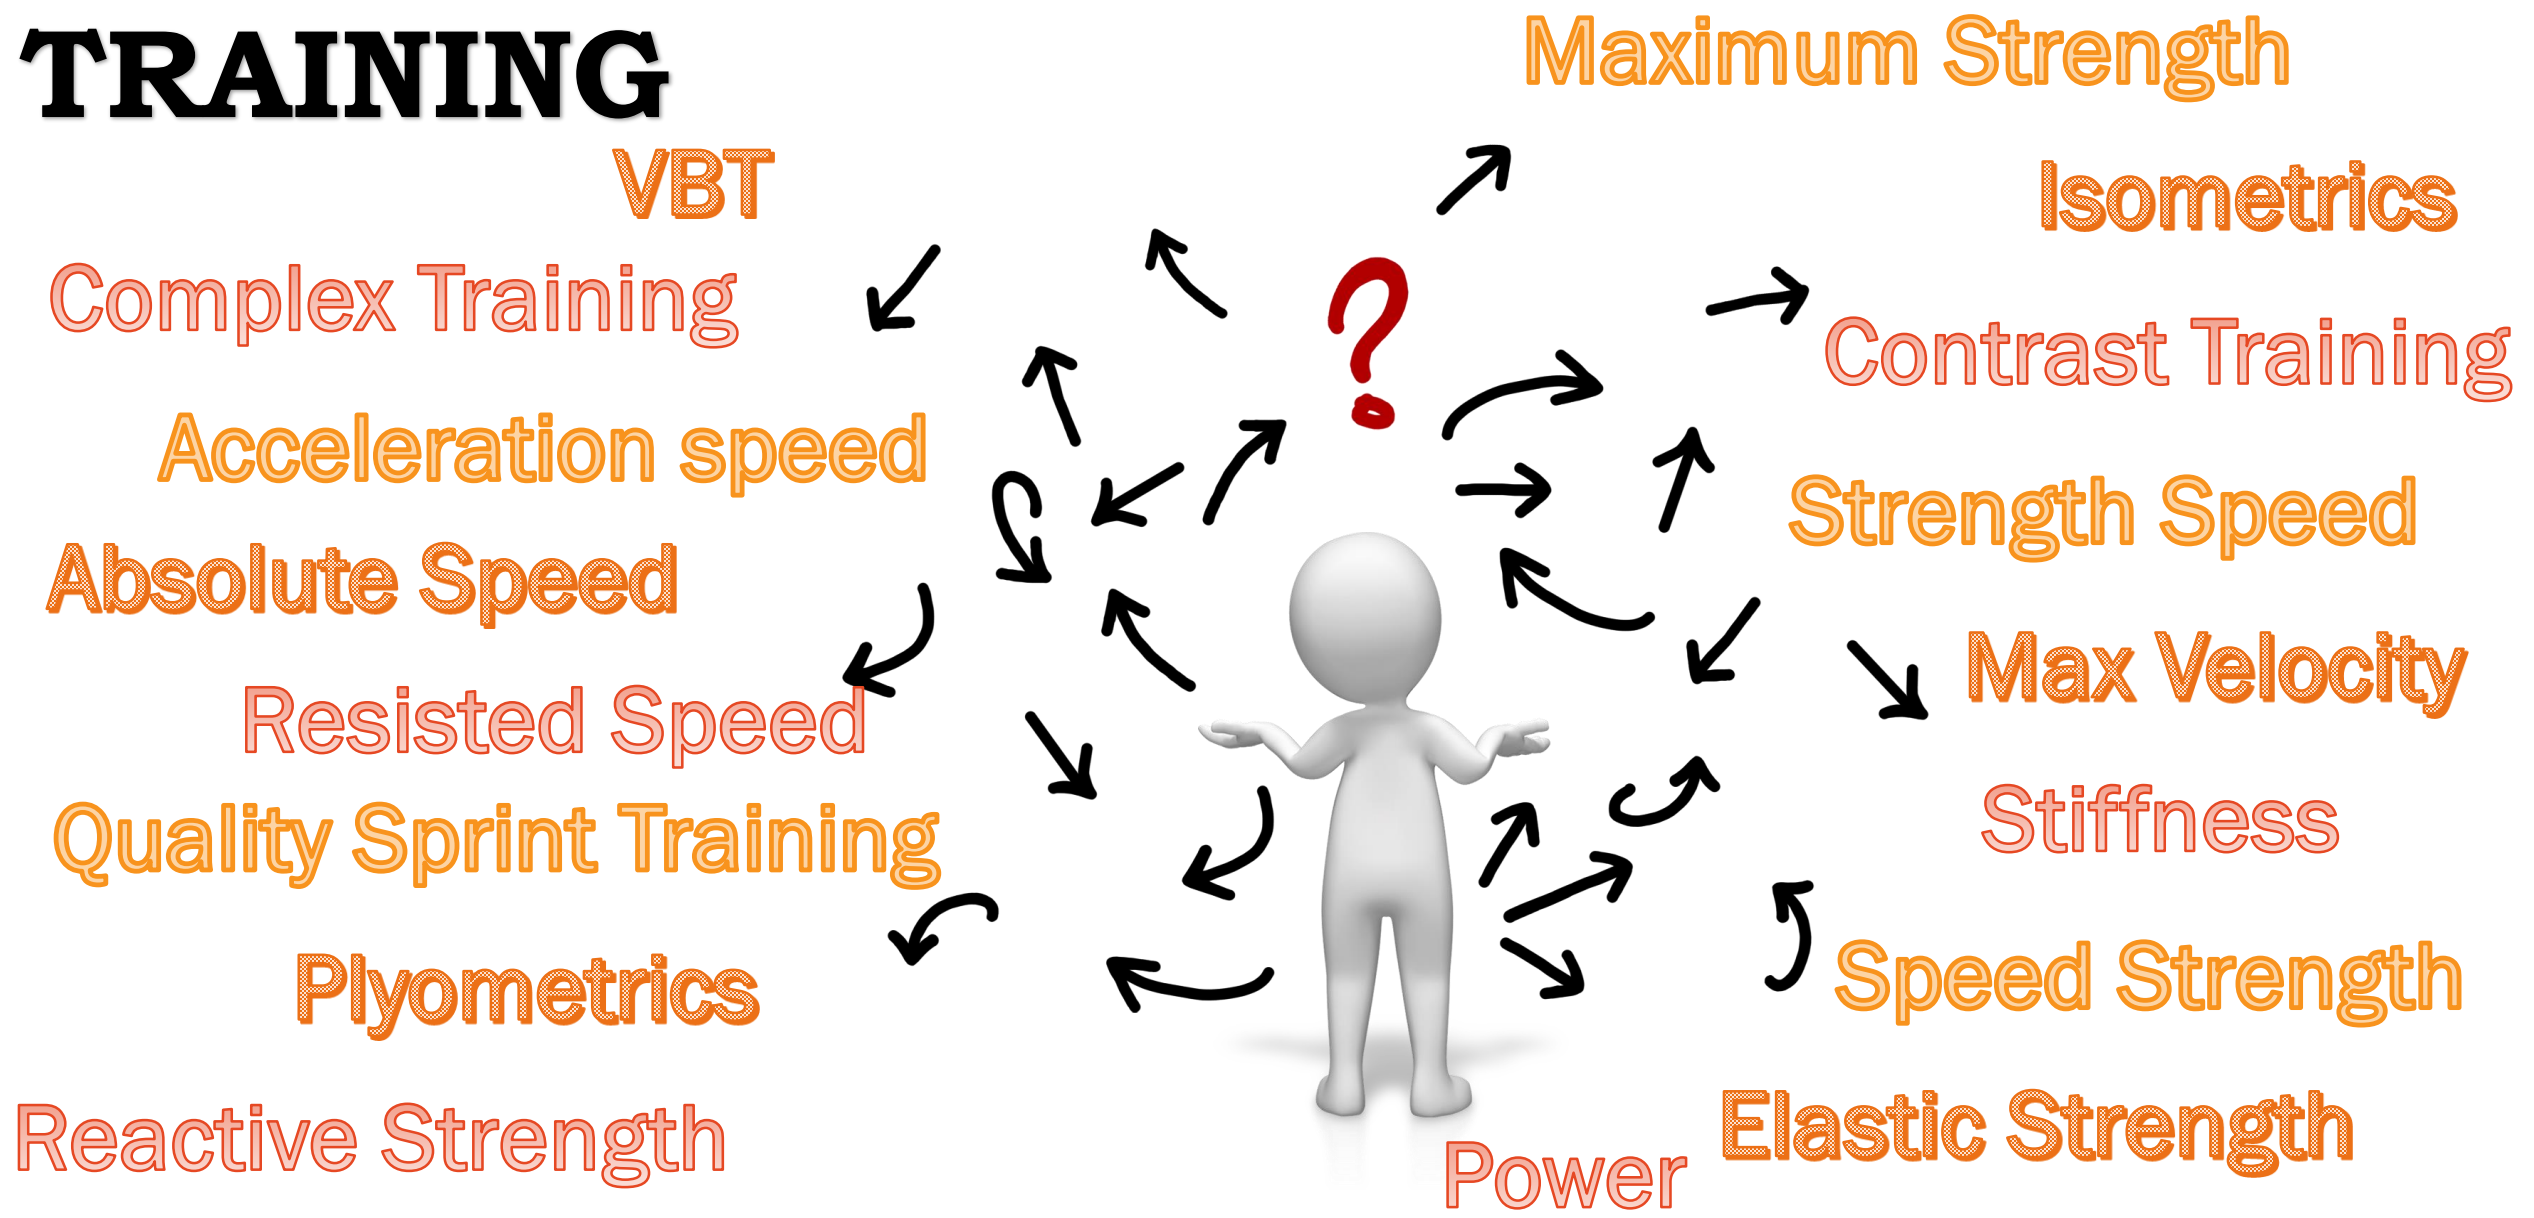 TRAINING
VBT
Complex Training
Acceleration speed
Absolute Speed
Resisted Speed
Quality Sprint Training
Plyometrics
Reactive Strength
?
Maximum Strength
Isometrics
Contrast Training
Strength Speed
Max Velocity
Stiffness
Speed Strength
Elastic Strength
Power